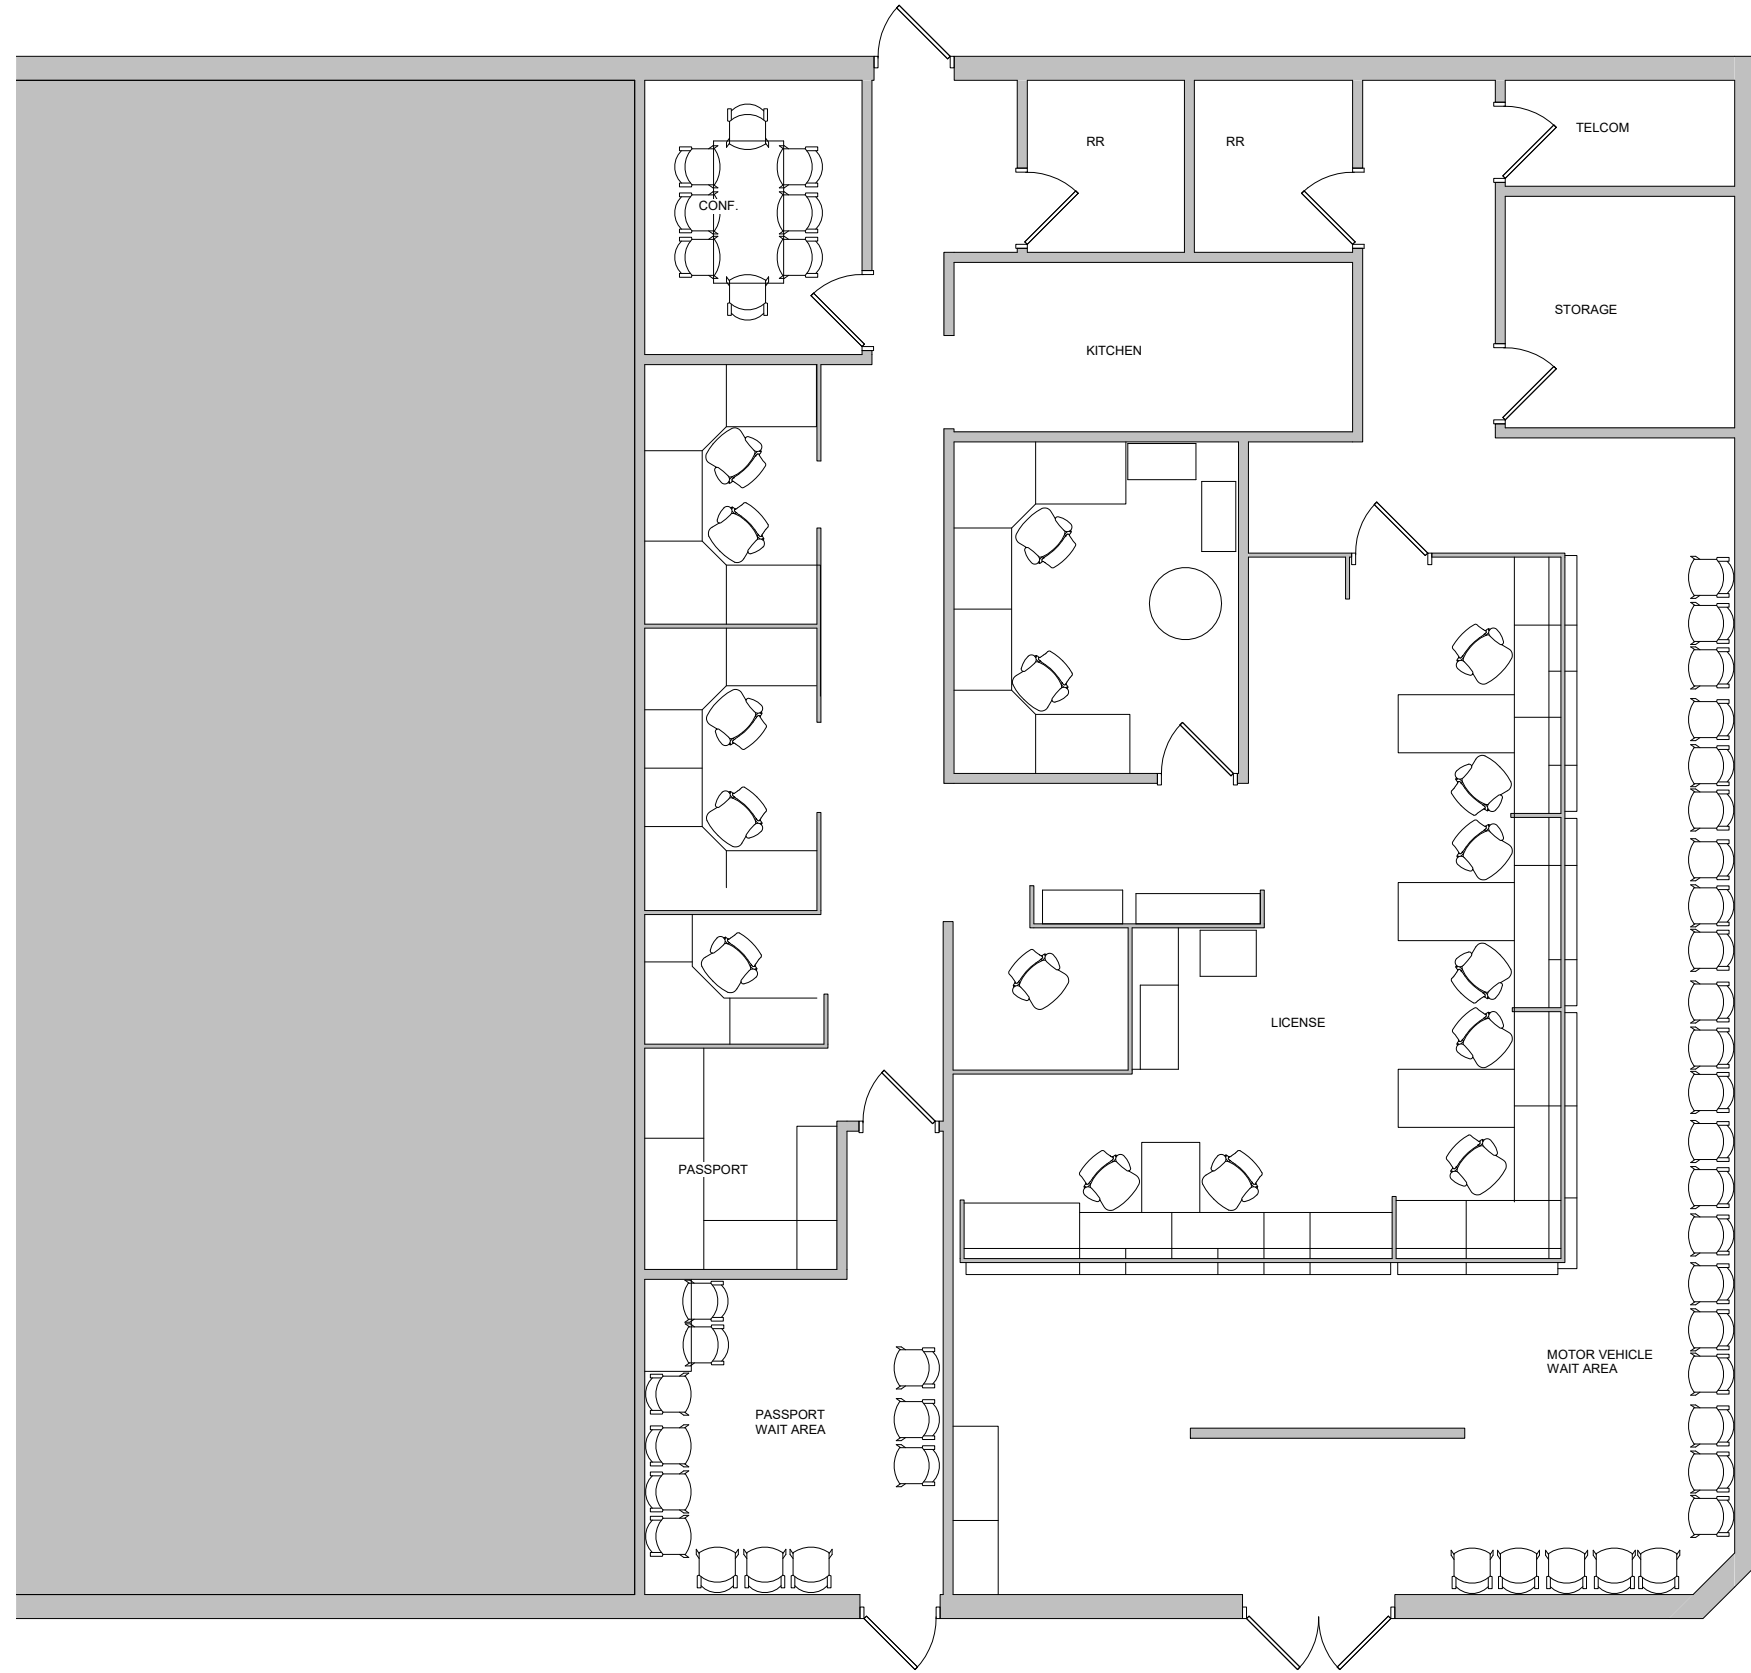 RR
RR
TELCOM
CONF.
STORAGE
KITCHEN
LICENSE
PASSPORT
MOTOR VEHICLE
WAIT AREA
PASSPORT
WAIT AREA